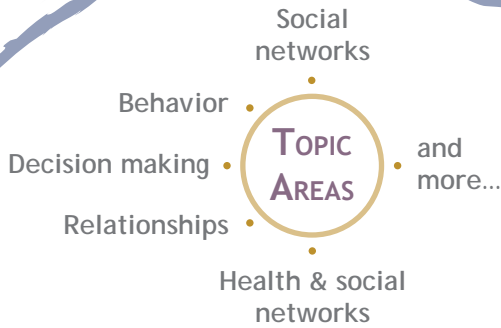 Social
networks
Behavior
Decision making
Relationships
TOPIC
AREAS
and
more...
Health & social
networks